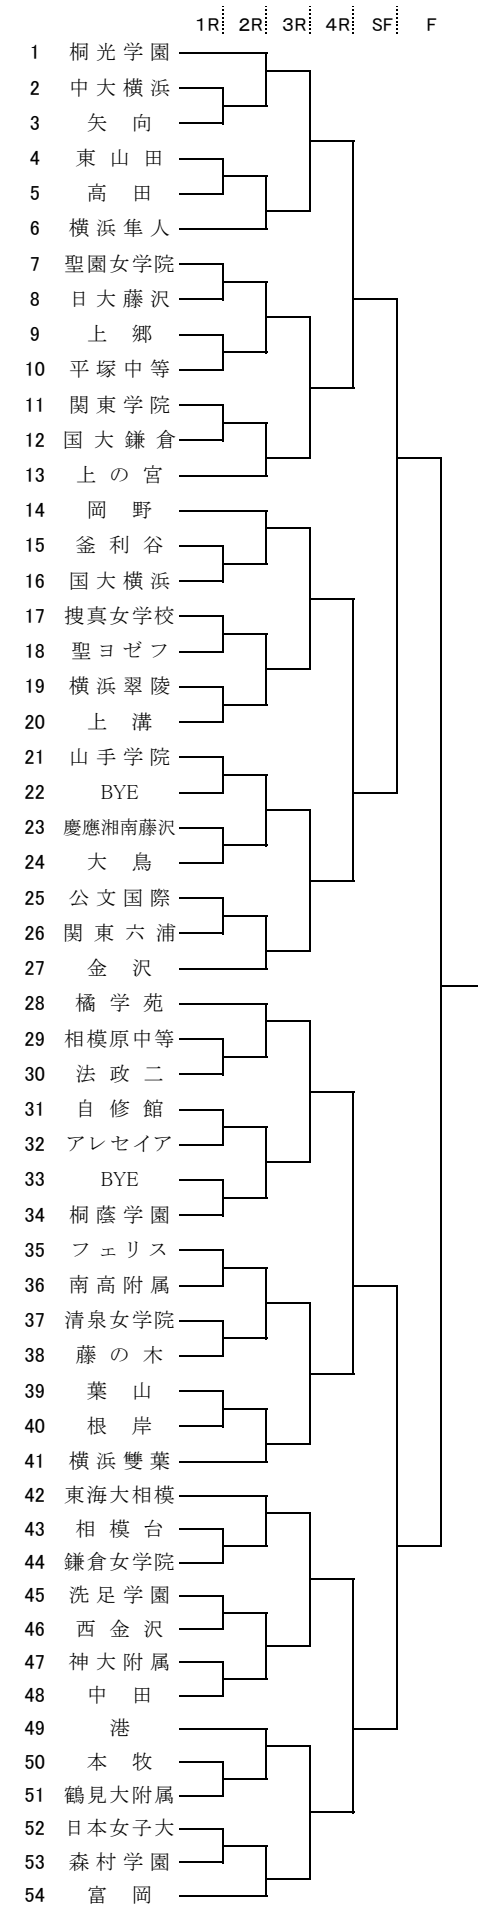 1R 2R 3R 4R SF F
1 桐光学園
2 中大横浜
3 矢向
4 東山田
5 高田
6 横浜隼人
7 聖園女学院
8 日大藤沢
9 上郷
10 平塚中等
11 関東学院
12 国大鎌倉
13 上の宮
14 岡野
15 釜利谷
16 国大横浜
17 捜真女学校
18 聖ヨゼフ
19 横浜翠陵
20 上溝
21 山手学院
22 BYE
23 慶應湘南藤沢
24 大鳥
25 公文国際
26 関東六浦
27 金沢
28 橘学苑
29 相模原中等
30 法政二
31 自修館
32 アレセイア
33 BYE
34 桐蔭学園
35 フェリス
36 南高附属
37 清泉女学院
38 藤の木
39 葉山
40 根岸
41 横浜雙葉
42 東海大相模
43 相模台
44 鎌倉女学院
45 洗足学園
46 西金沢
47 神大附属
48 中田
49 港
50 本牧
51 鶴見大附属
52 日本女子大
53 森村学園
54 富岡